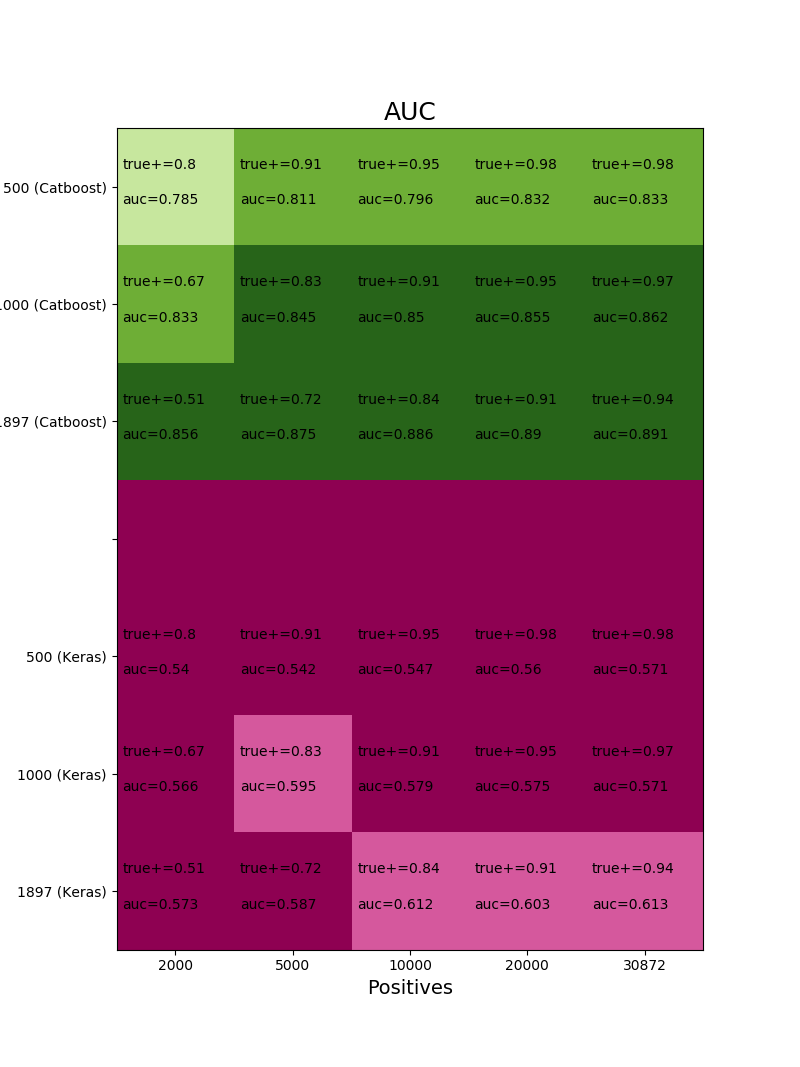 AUC
500 (Catboost)
true+=0.8 true+=0.91 true+=0.95 true+=0.98 true+=0.98
auc=0.785 auc=0.811 auc=0.796 auc=0.832 auc=0.833
000 (Catboost)
true+=0.67 true+=0.83 true+=0.91 true+=0.95 true+=0.97
auc=0.833 auc=0.845 auc=0.85 auc=0.855 auc=0.862
897 (Catboost)
true+=0.51 true+=0.72 true+=0.84 true+=0.91 true+=0.94
auc=0.856 auc=0.875 auc=0.886 auc=0.89 auc=0.891
500 (Keras)
true+=0.8 true+=0.91 true+=0.95 true+=0.98 true+=0.98
auc=0.54 auc=0.542 auc=0.547 auc=0.56 auc=0.571
1000 (Keras)
true+=0.67 true+=0.83 true+=0.91 true+=0.95 true+=0.97
auc=0.566 auc=0.595 auc=0.579 auc=0.575 auc=0.571
1897 (Keras)
true+=0.51 true+=0.72 true+=0.84 true+=0.91 true+=0.94
auc=0.573 auc=0.587 auc=0.612 auc=0.603 auc=0.613
2000 5000 10000 20000 30872
Positives